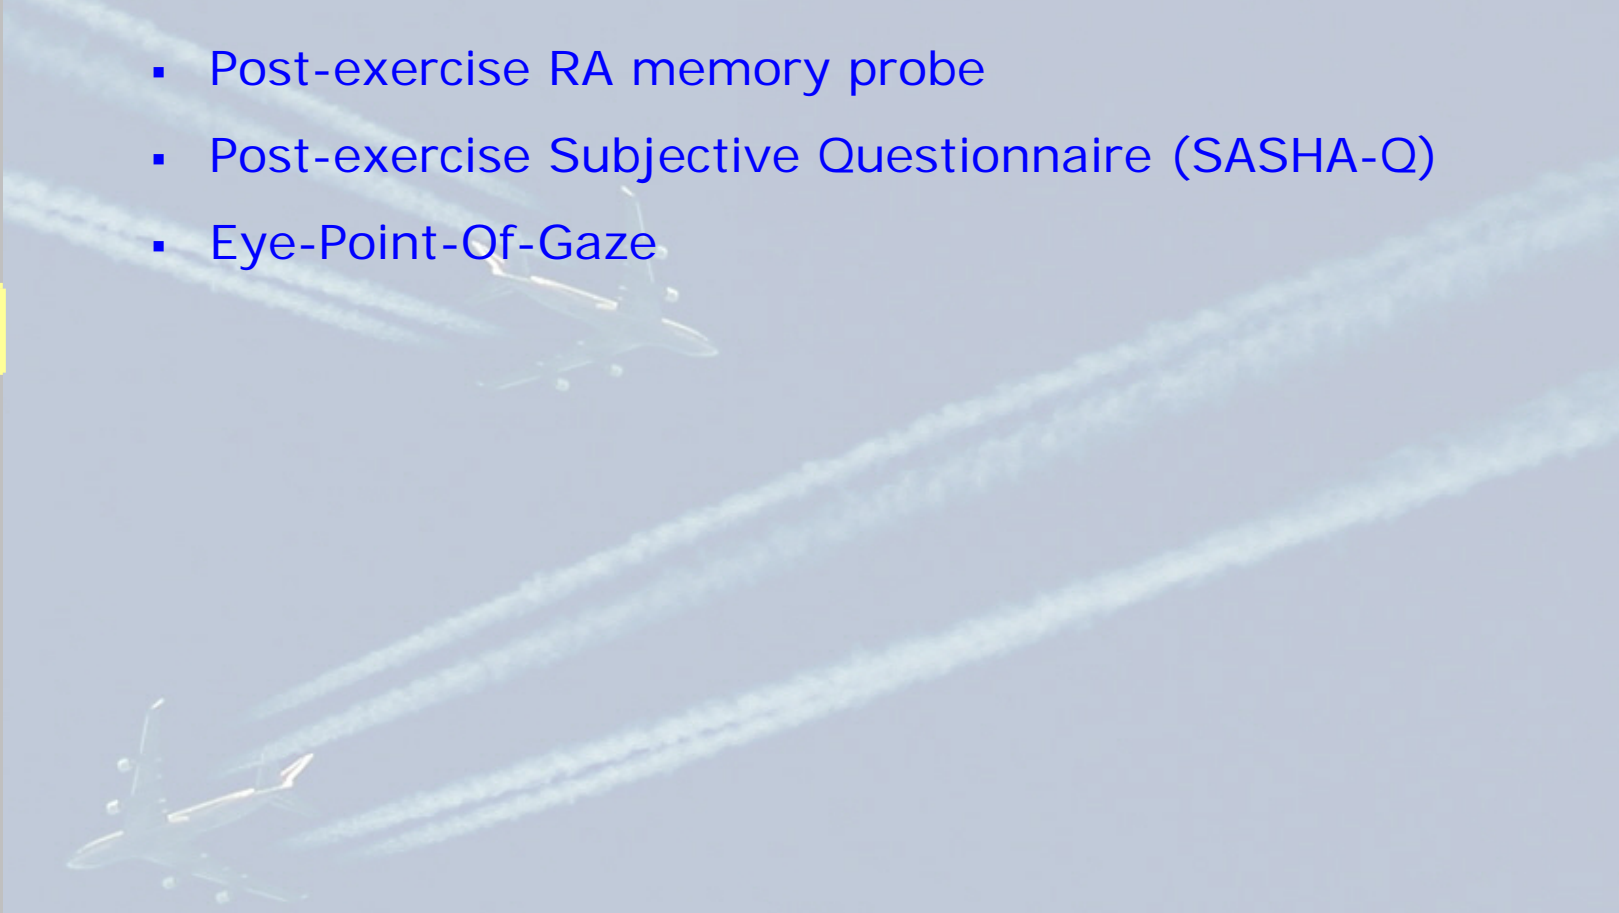 ▪ Post-exercise RA memory probe
▪ Post-exercise Subjective Questionnaire (SASHA-Q)
▪ Eye-Point-Of-Gaze